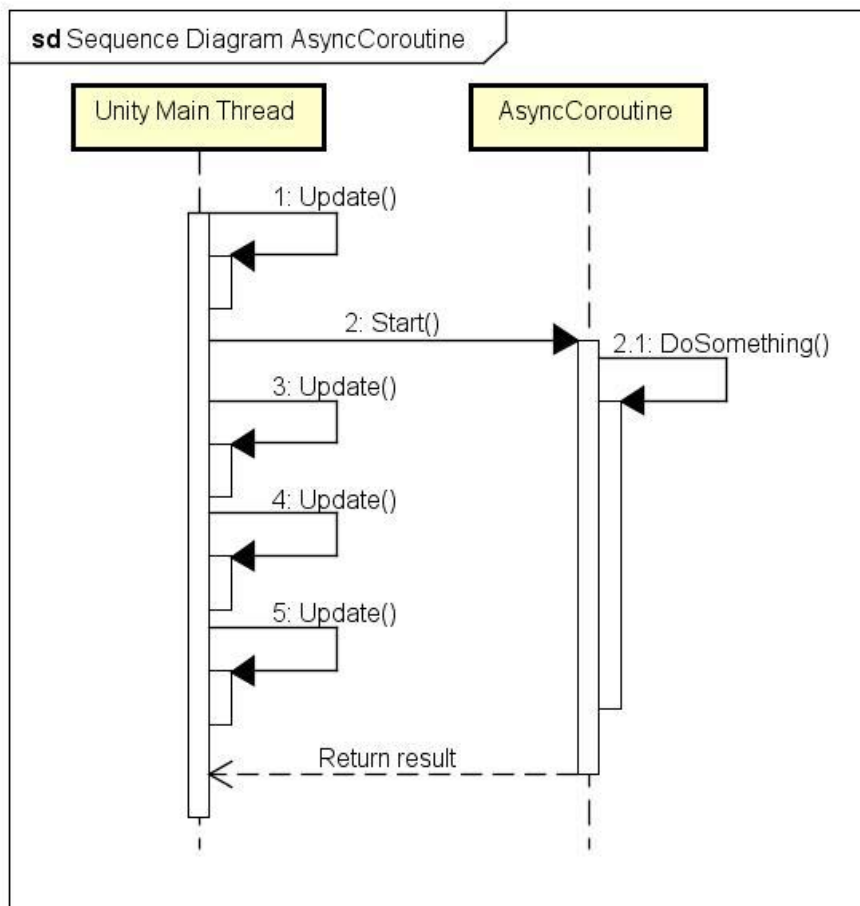 sd Sequence Diagram AsyncCoroutine
Unity Main Thread
AsyncCoroutine
1: Update()
2: Start()
2.1: DoSomething()
3: Update()
4: Update()
5: Update()
Return result